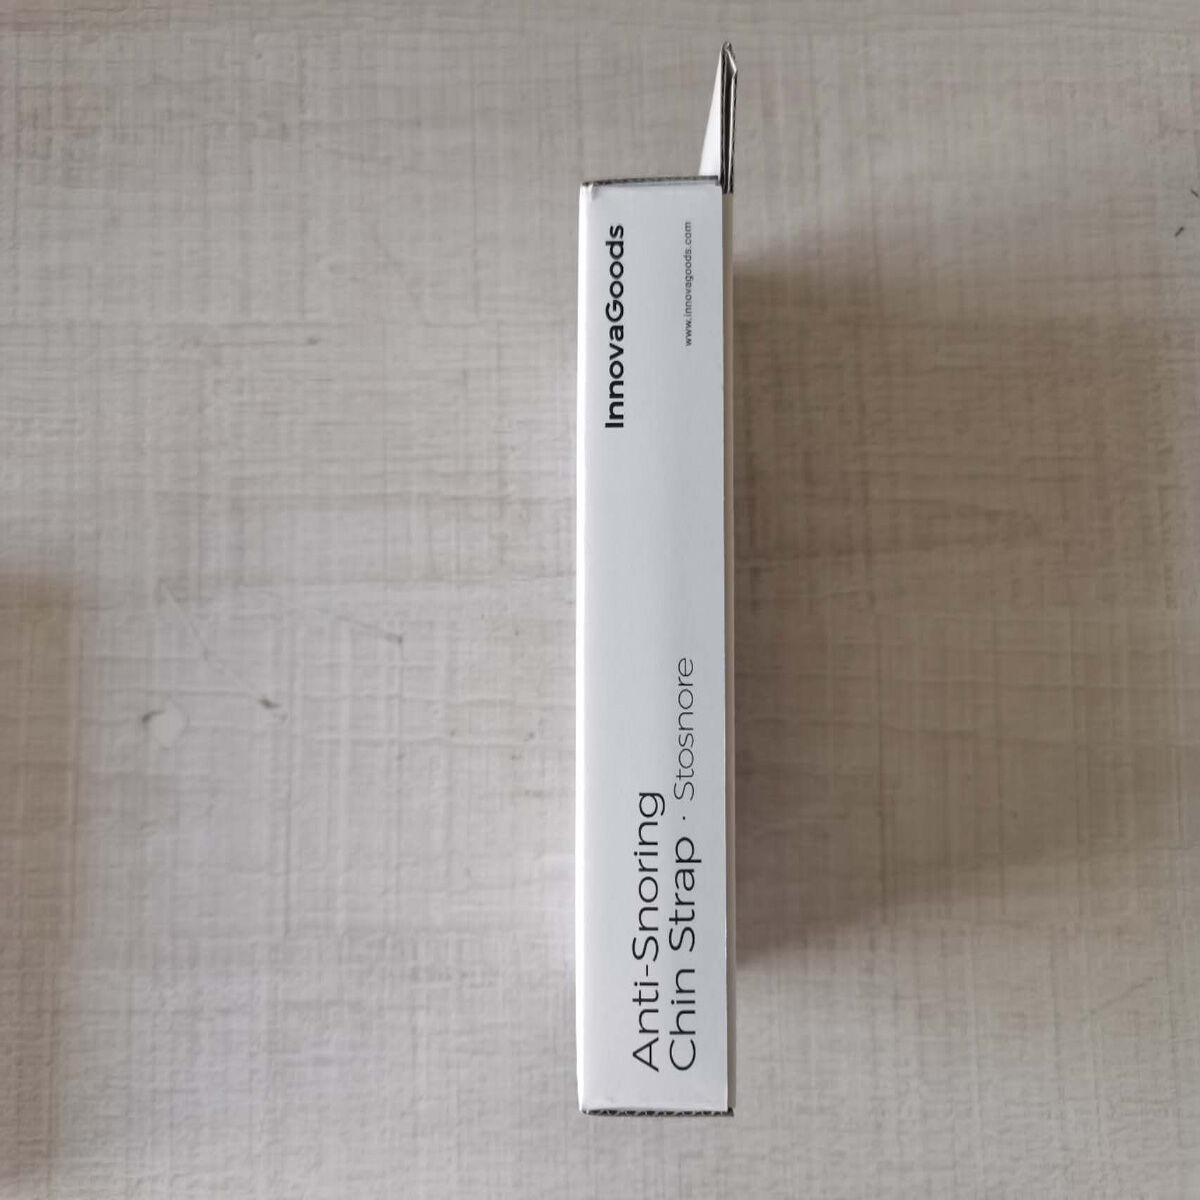 Anti-Snoring
Chin Strap · Stosnore
InnovaGoods
www.innovagoods.com